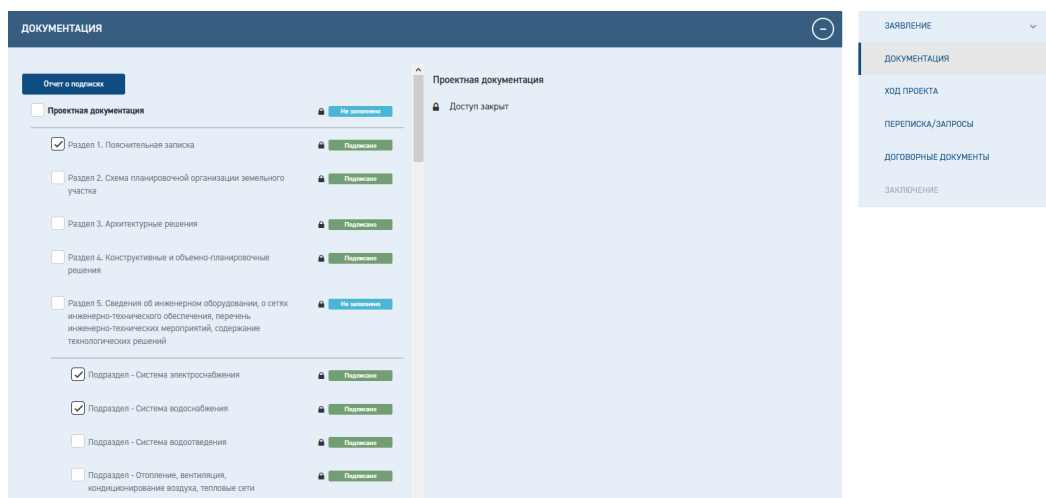 ДОКУМЕНТАЦИЯ
Отчет о подписях
Проектная документация
Не заполнено
Раздел 1. Пояснительная записка
Подписано
Раздел 2. Схема планировочной организации земельного
участка
Подписано
Раздел 3. Архитектурные решения
Подписано
Раздел 4. Конструктивные и объемно-планировочные
решения
Подписано
Раздел 5. Сведения об инженерном оборудовании, о сетях
инженерно-технического обеспечения, перечень
инженерно-технических мероприятий, содержание
технологических решений
Не заполнено
Подраздел - Система электроснабжения
Подписано
Подраздел - Система водоснабжения
Подписано
Подраздел - Система водоотведения
Подписано
Подраздел - Отопление, вентиляция,
кондиционирование воздуха, тепловые сети
Подписано
Проектная документация
Доступ закрыт
ЗАЯВЛЕНИЕ
ДОКУМЕНТАЦИЯ
ХОД ПРОЕКТА
ПЕРЕПИСКА/ЗАПРОСЫ
ДОГОВОРНЫЕ ДОКУМЕНТЫ
ЗАКЛЮЧЕНИЕ